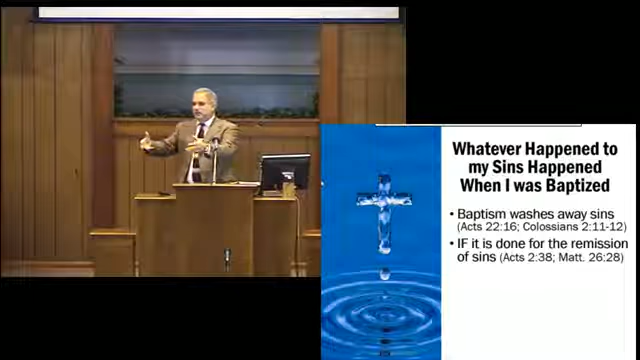 Whatever Happened to
my Sins Happened
When I was Baptized
• Baptism washes away sins
(Acts 22:16; Colossians 2:11-12)
• IF it is done for the remission
of sins (Acts 2:38; Matt. 26:28)